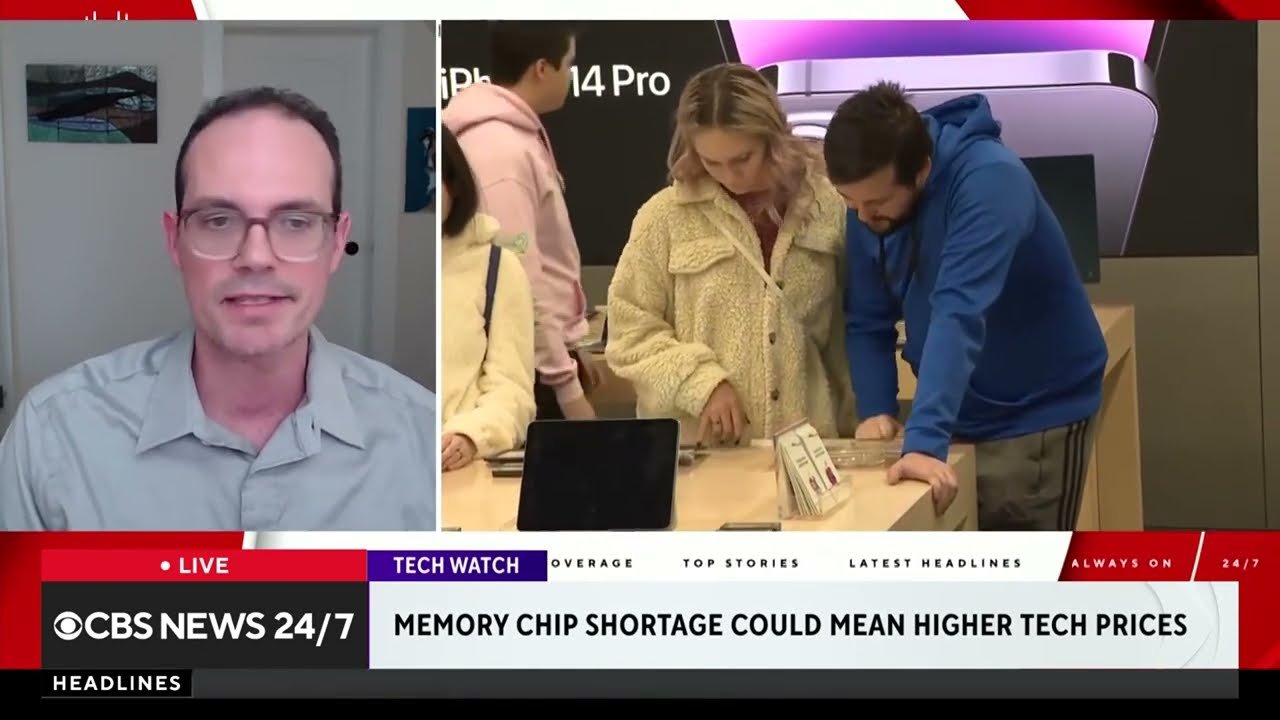 iPh 14 Pro
LIVE
TECH WATCH
OVERAGE
TOP STORIES
LATEST HEADLINES
ALWAYS ON
24/7
CBS NEWS 24/7
MEMORY CHIP SHORTAGE COULD MEAN HIGHER TECH PRICES
HEADLINES